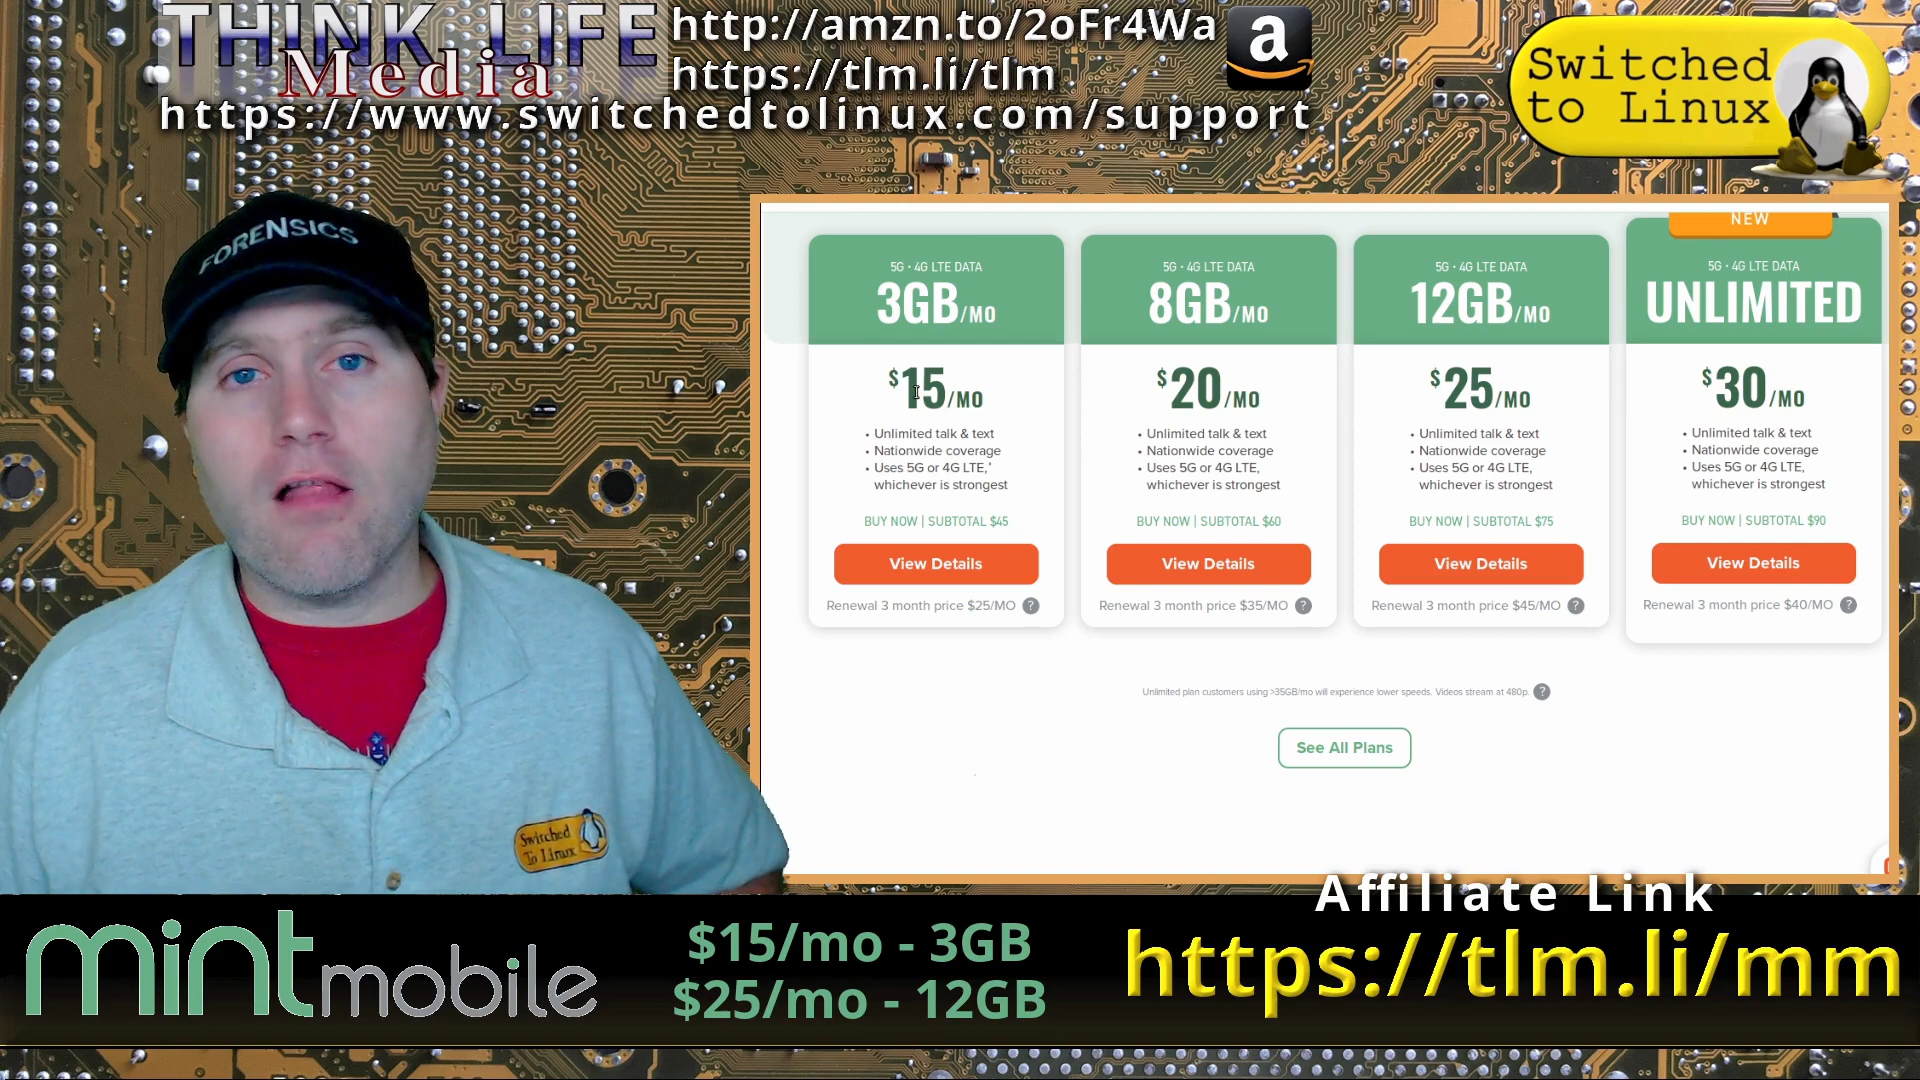 THINK LIFE
Media
http://amzn.to/2oFr4Wa
https://tlm.li/tlm
https://www.switchedtolinux.com/support
a
Switched
to Linux
FORENSICS
Switched
To Linux
5G • 4G LTE DATA
3GB/MO
$15/MO
• Unlimited talk & text
• Nationwide coverage
• Uses 5G or 4G LTE,*
whichever is strongest
BUY NOW | SUBTOTAL $45
View Details
Renewal 3 month price $25/MO ?
5G • 4G LTE DATA
8GB/MO
$20/MO
• Unlimited talk & text
• Nationwide coverage
• Uses 5G or 4G LTE,
whichever is strongest
BUY NOW | SUBTOTAL $60
View Details
Renewal 3 month price $35/MO ?
5G • 4G LTE DATA
12GB/MO
$25/MO
• Unlimited talk & text
• Nationwide coverage
• Uses 5G or 4G LTE,
whichever is strongest
BUY NOW | SUBTOTAL $75
View Details
Renewal 3 month price $45/MO ?
NEW
5G • 4G LTE DATA
UNLIMITED
$30/MO
• Unlimited talk & text
• Nationwide coverage
• Uses 5G or 4G LTE,
whichever is strongest
BUY NOW | SUBTOTAL $90
View Details
Renewal 3 month price $40/MO ?
Unlimited plan customers using >35GB/mo will experience lower speeds. Videos stream at 480p. ?
See All Plans
mint mobile
$15/mo - 3GB
$25/mo - 12GB
Affiliate Link
https://tlm.li/mm